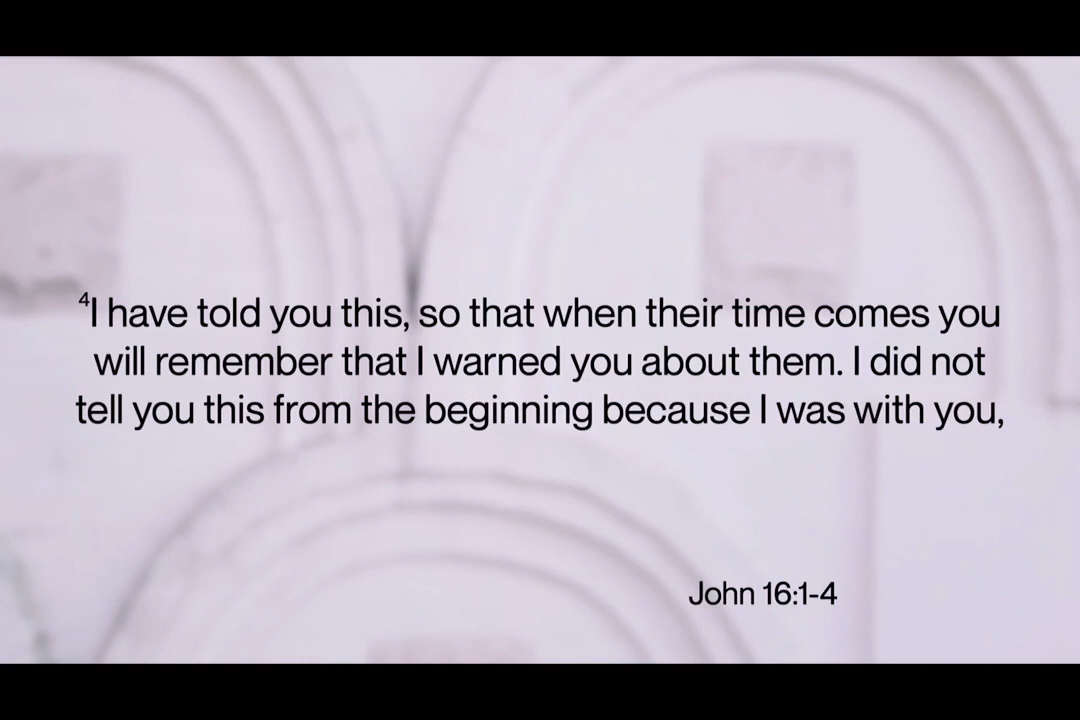 ⁴I have told you this, so that when their time comes you
will remember that I warned you about them. I did not
tell you this from the beginning because I was with you,
John 16:1-4